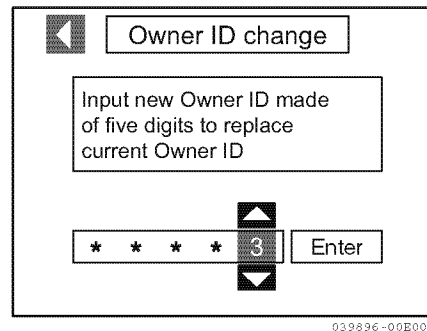 Owner ID change
Input new Owner ID made
of five digits to replace
current Owner ID
* * * * 3 Enter
039896-00E00